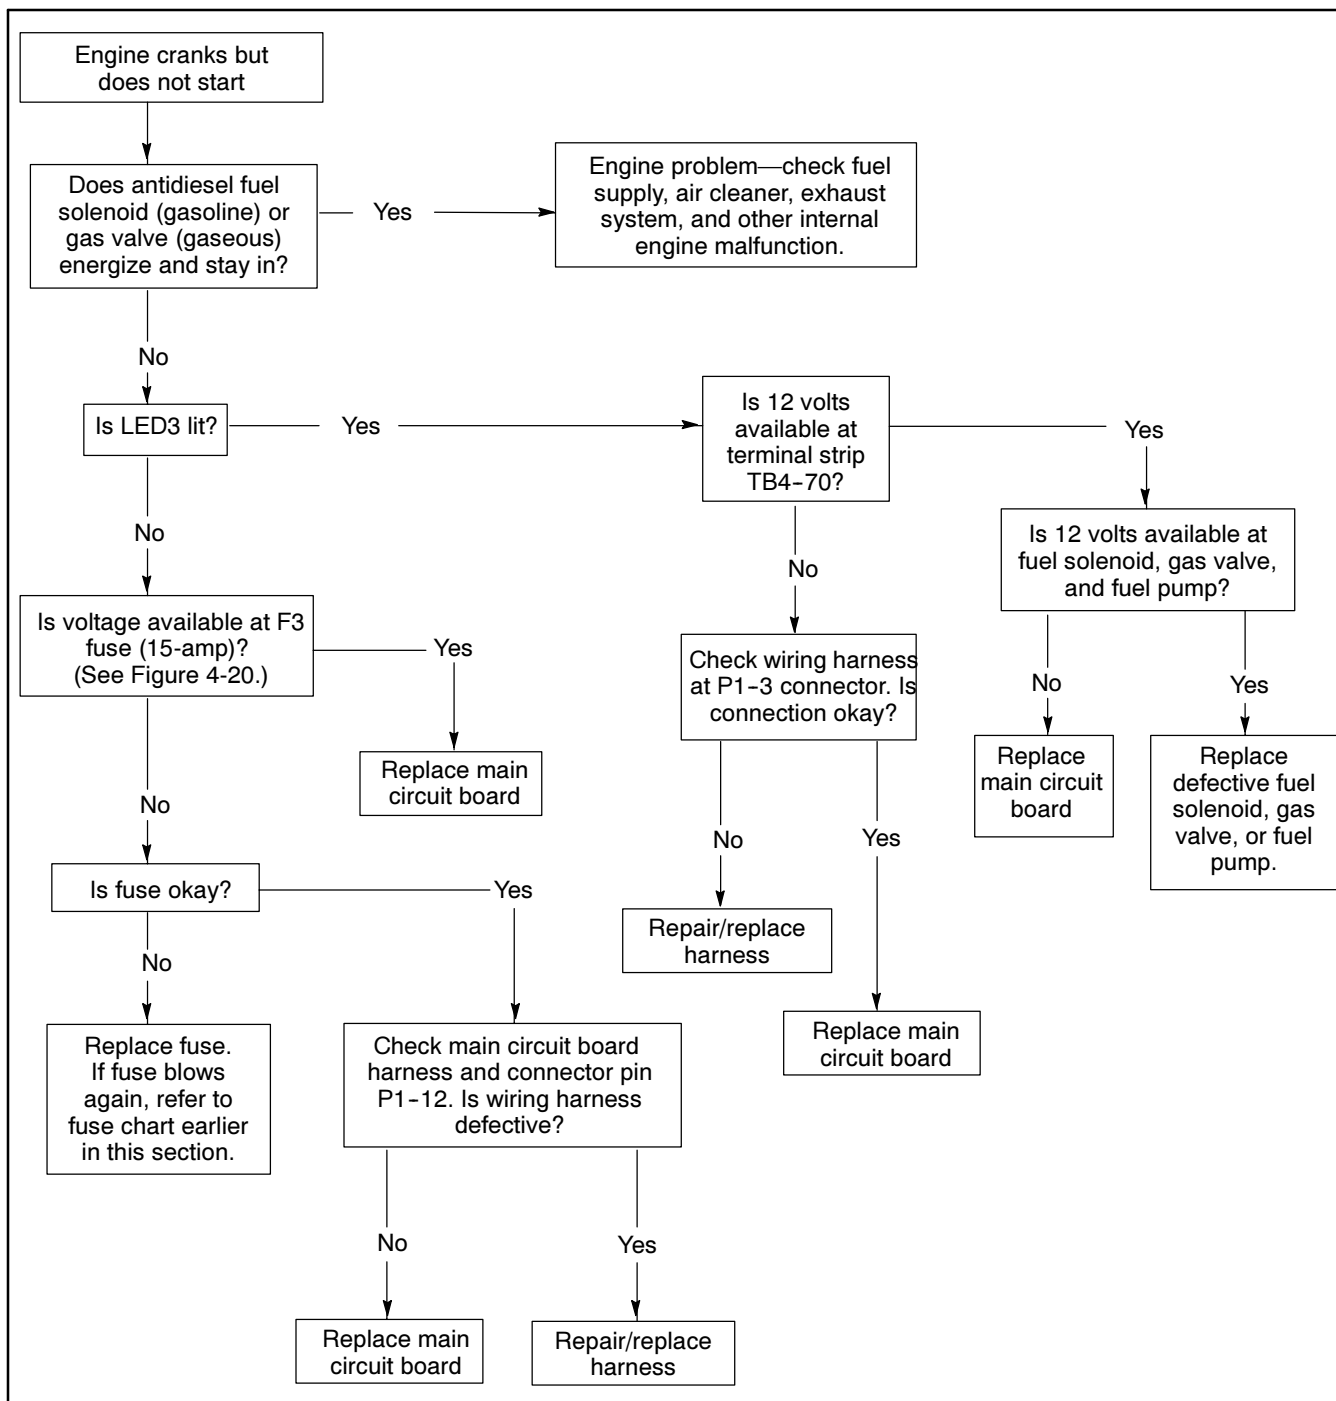 Engine cranks but
does not start
Does antidiesel fuel
solenoid (gasoline) or
gas valve (gaseous)
energize and stay in?
Yes
Engine problem—check fuel
supply, air cleaner, exhaust
system, and other internal
engine malfunction.
No
Is LED3 lit?
Yes
Is 12 volts
available at
terminal strip
TB4-70?
Yes
Is 12 volts available at
fuel solenoid, gas valve,
and fuel pump?
No
Replace
main circuit
board
Yes
Replace
defective fuel
solenoid, gas
valve, or fuel
pump.
No
Check wiring harness
at P1-3 connector. Is
connection okay?
No
Repair/replace
harness
Yes
Replace main
circuit board
No
Is voltage available at F3
fuse (15-amp)?
(See Figure 4-20.)
Yes
Replace main
circuit board
No
Is fuse okay?
Yes
No
Replace fuse.
If fuse blows
again, refer to
fuse chart earlier
in this section.
Check main circuit board
harness and connector pin
P1-12. Is wiring harness
defective?
No
Replace main
circuit board
Yes
Repair/replace
harness